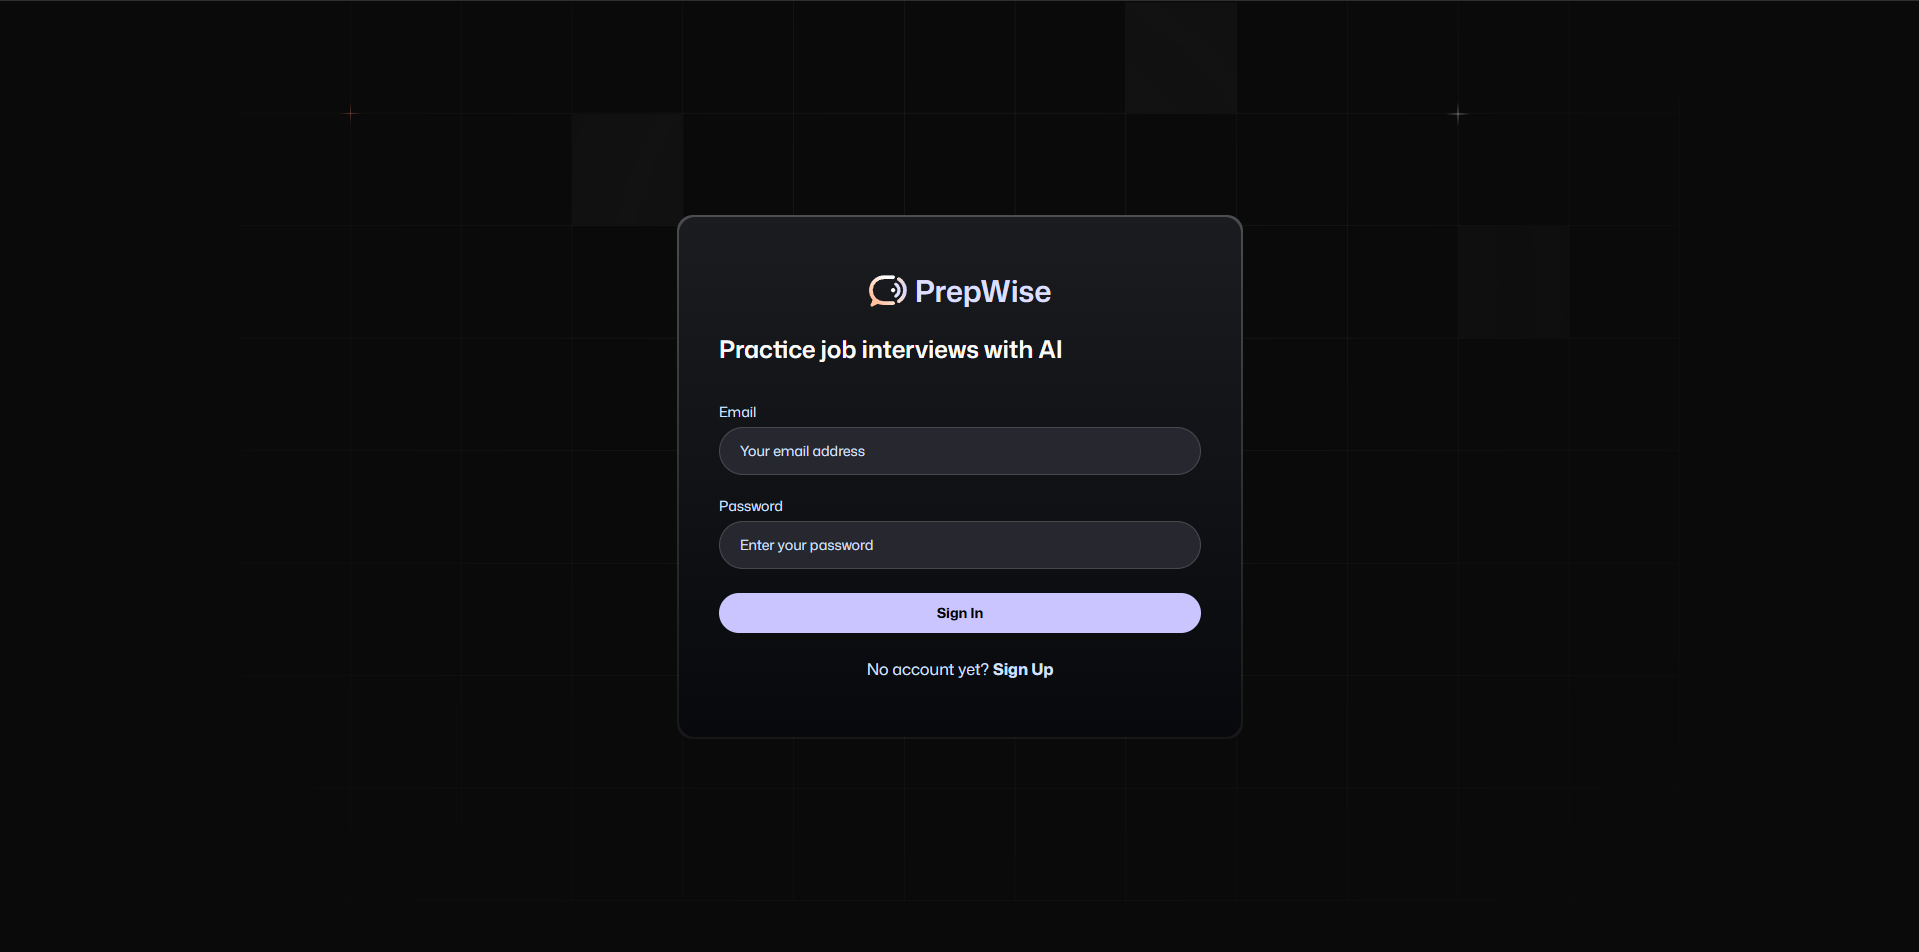 PrepWise
Practice job interviews with AI
Email
Your email address
Password
Enter your password
Sign In
No account yet? Sign Up